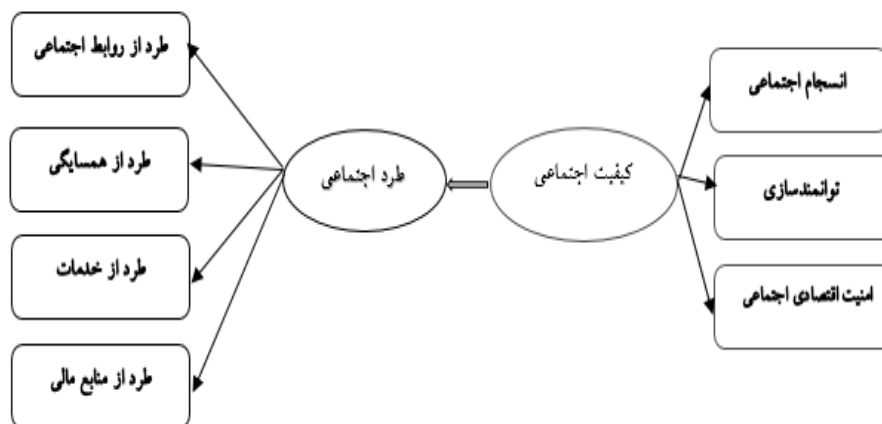 انسجام اجتماعی
توانمندسازی
امنیت اقتصادی اجتماعی
کیفیت اجتماعی
طرد اجتماعی
طرد از روابط اجتماعی
طرد از همسایگی
طرد از خدمات
طرد از منابع مالی